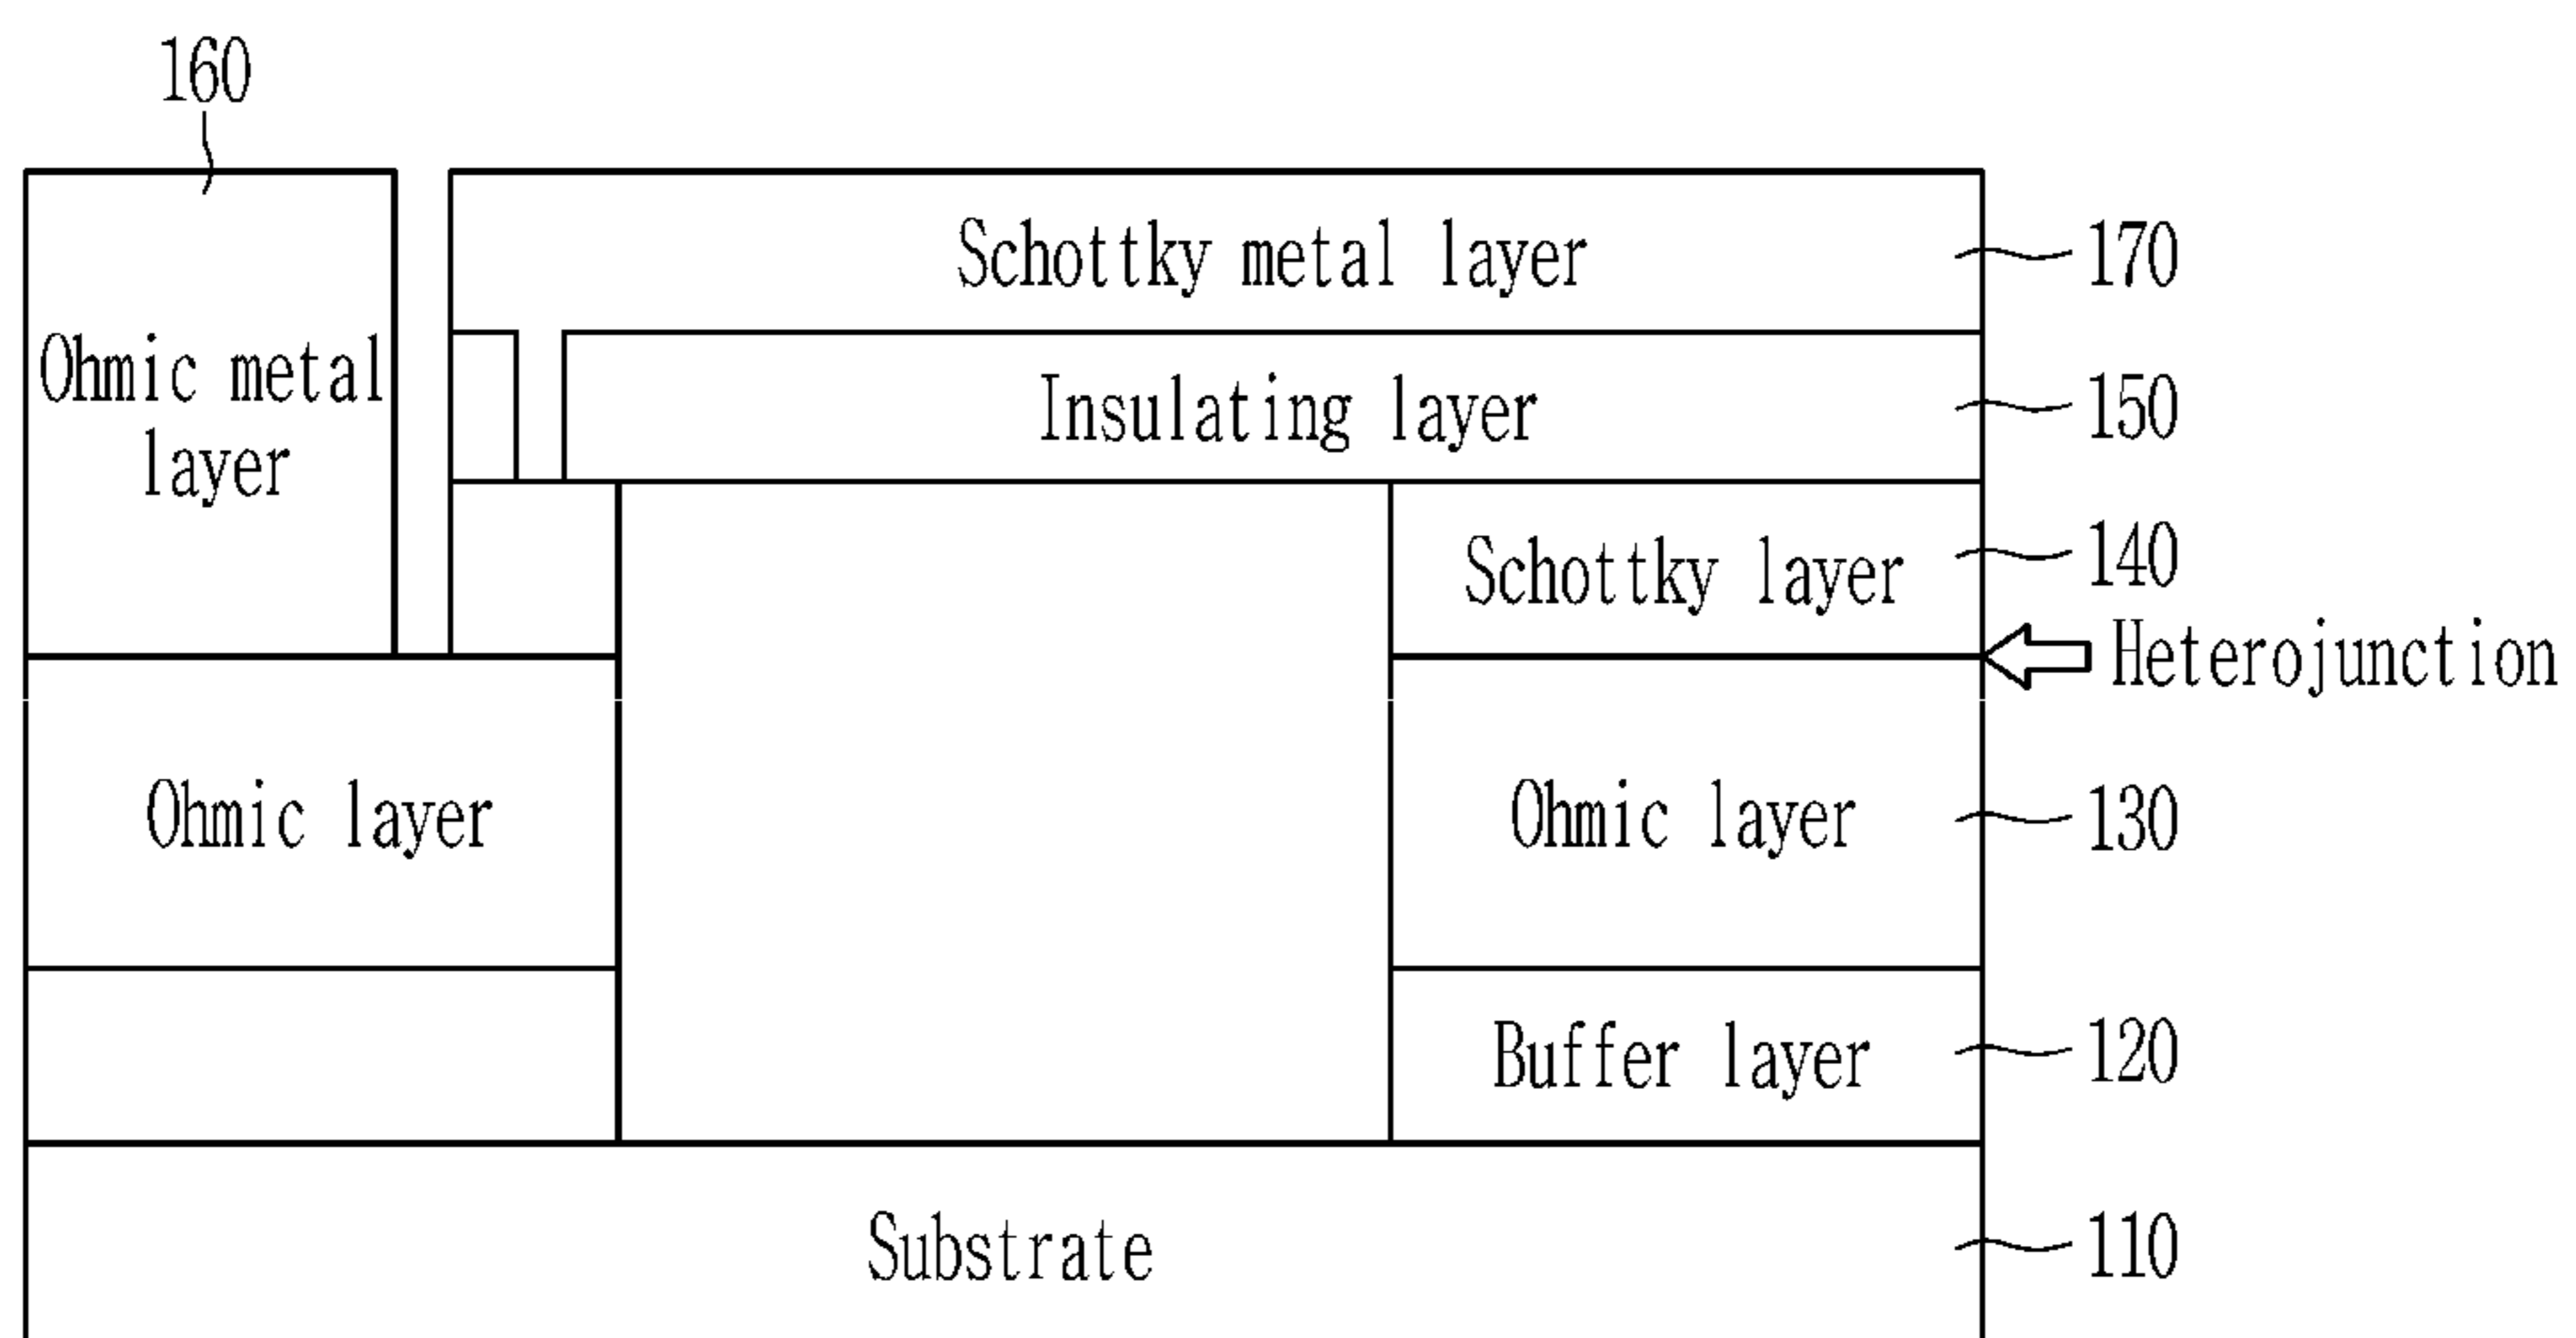 160
Schottky metal layer
170
Ohmic metal
layer
Insulating layer
150
Schottky layer
140
Heterojunction
Ohmic layer
Ohmic layer
130
Buffer layer
120
Substrate
110